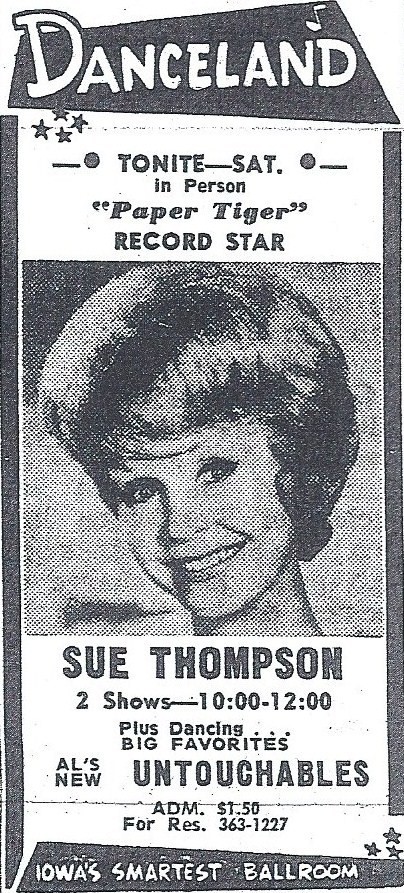 DANCELAND
TONITE—SAT.
in Person
"Paper Tiger"
RECORD STAR
SUE THOMPSON
2 Shows—10:00-12:00
Plus Dancing . . .
BIG FAVORITES
AL'S NEW UNTOUCHABLES
ADM. $1.50
For Res. 363-1227
IOWA'S SMARTEST BALLROOM